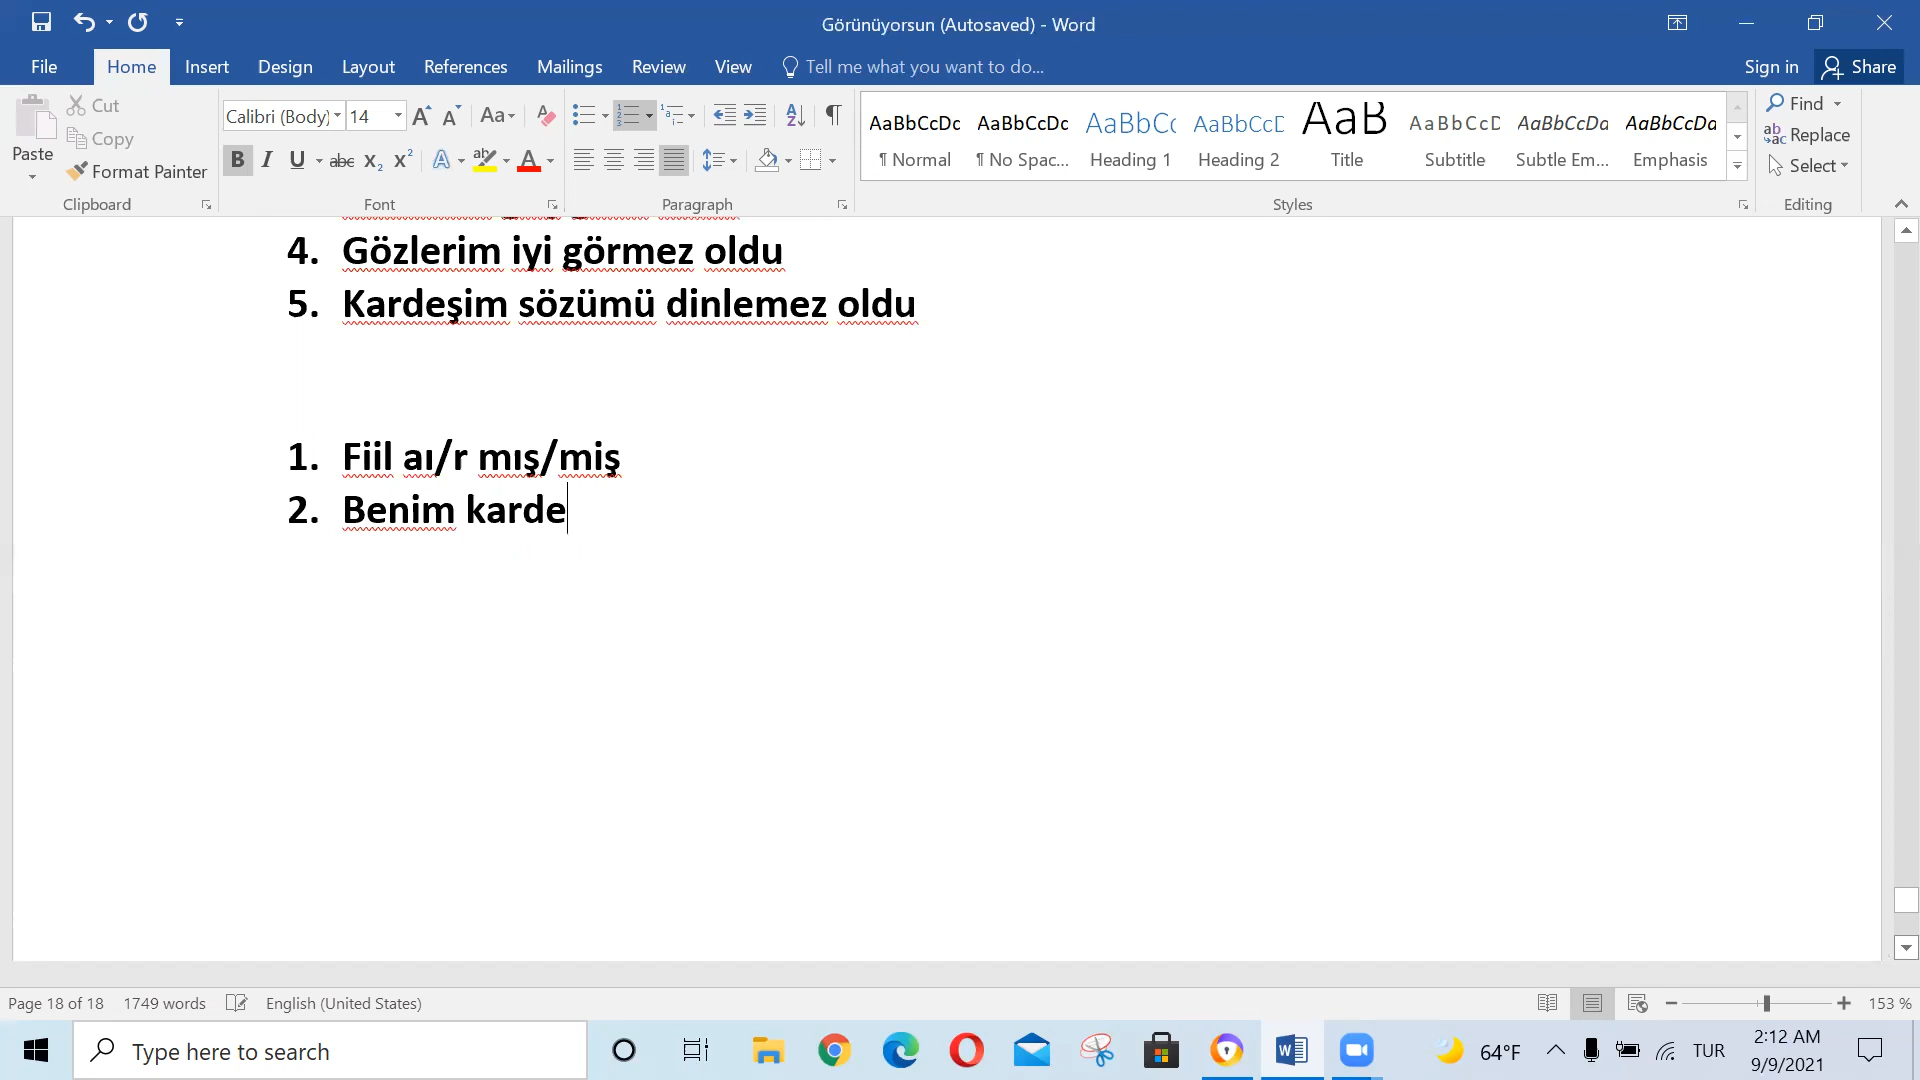 Görünüyorsun (Autosaved) - Word
File Home Insert Design Layout References Mailings Review View Tell me what you want to do... Sign in Share
Paste Cut Copy Format Painter
Clipboard
Calibri (Body) 14
Font
Paragraph
AaBbCcDc AaBbCcDc AaBbCc AaBbCcD AaB AaBbCcD AaBbCcDd AaBbCcDd
¶ Normal ¶ No Spac... Heading 1 Heading 2 Title Subtitle Subtle Em... Emphasis
Styles
Find
Replace
Select
Editing
4. Gözlerim iyi görmez oldu
5. Kardeşim sözümü dinlemez oldu
1. Fiil aı/r mış/miş
2. Benim karde
Page 18 of 18 1749 words English (United States) 153 %
Type here to search 64°F TUR 2:12 AM
9/9/2021